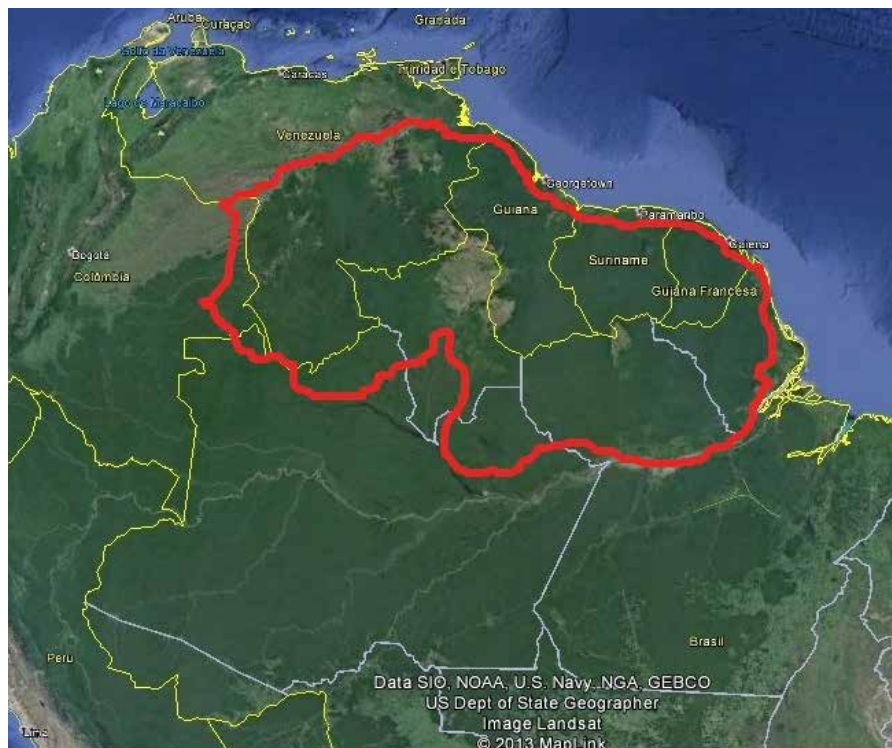 Granada
Aruba
Curaçao
Golfo da Venezuela
Caracas
Trinidad e Tobago
Lago de Maracaibo
Venezuela
Georgetown
Guiana
Paramaribo
Bogotá
Caiena
Colômbia
Suriname
Guiana Francesa
Brasil
Peru
Data SIO, NOAA, U.S. Navy, NGA, GEBCO
US Dept of State Geographer
Image Landsat
Lima
© 2013 MapLink